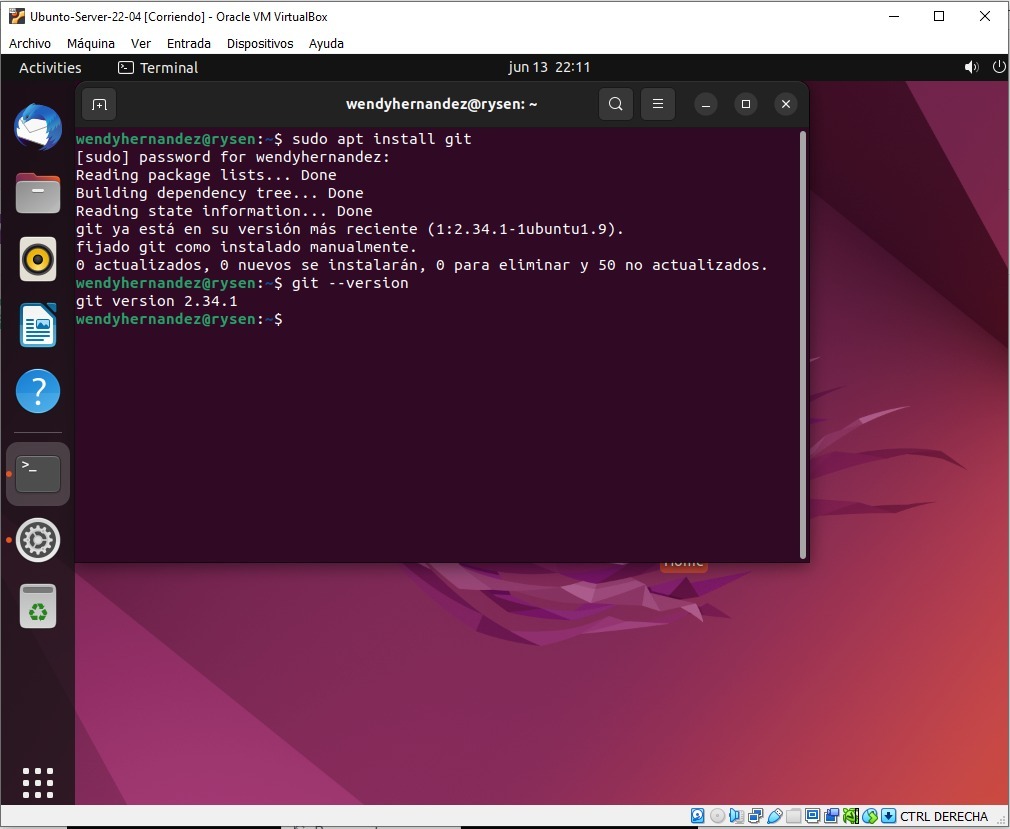 Ubunto-Server-22-04 [Corriendo] - Oracle VM VirtualBox
Archivo Máquina Ver Entrada Dispositivos Ayuda
Activities Terminal jun 13 22:11
wendyhernandez@rysen: ~
wendyhernandez@rysen:~$ sudo apt install git
[sudo] password for wendyhernandez:
Reading package lists... Done
Building dependency tree... Done
Reading state information... Done
git ya está en su versión más reciente (1:2.34.1-1ubuntu1.9).
fijado git como instalado manualmente.
0 actualizados, 0 nuevos se instalarán, 0 para eliminar y 50 no actualizados.
wendyhernandez@rysen:~$ git --version
git version 2.34.1
wendyhernandez@rysen:~$
Home
CTRL DERECHA